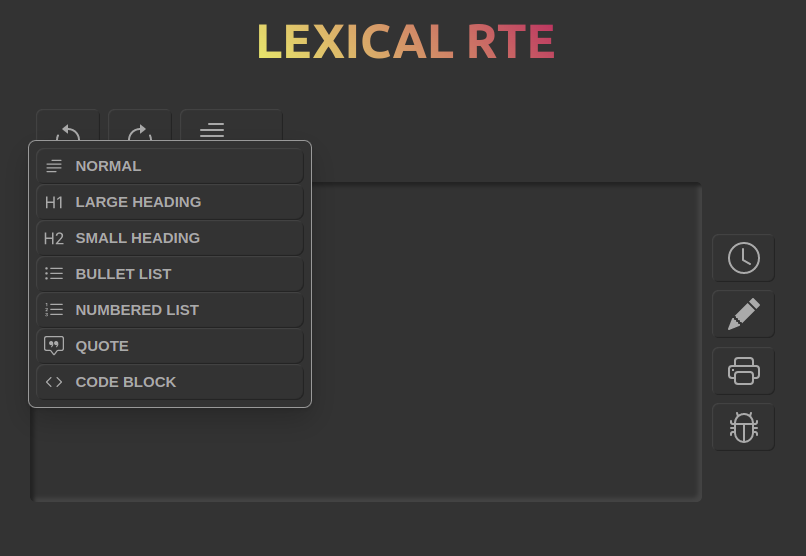 LEXICAL RTE
NORMAL
H1 LARGE HEADING
H2 SMALL HEADING
BULLET LIST
NUMBERED LIST
QUOTE
CODE BLOCK